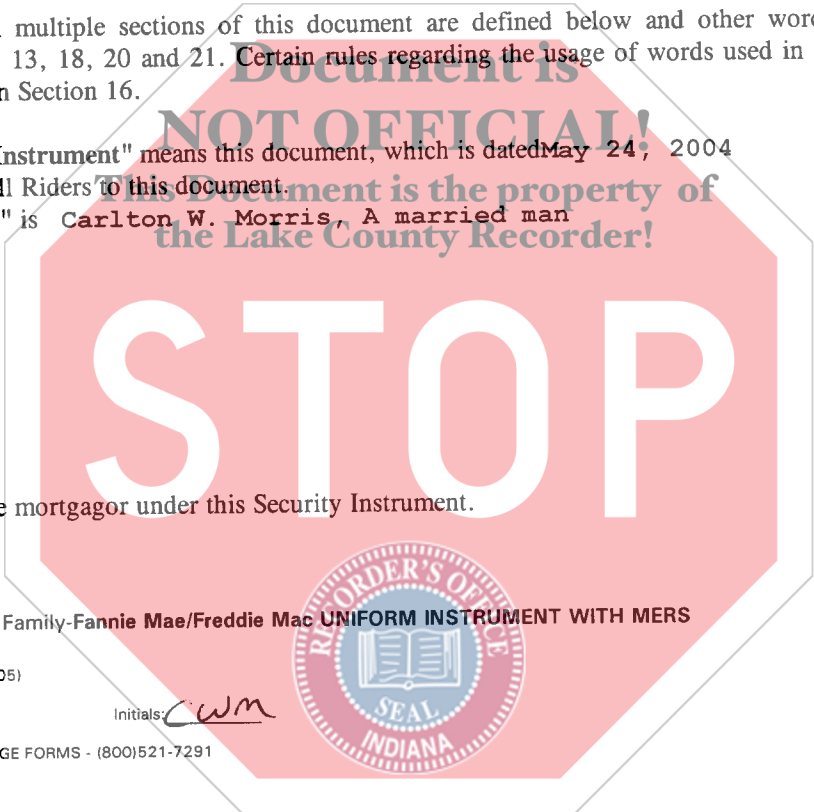 multiple sections of this document are defined below and other wor
13, 18, 20 and 21. Certain rules regarding the usage of words used in
Document is
n Section 16.
NOT OFFICIAL!
Instrument" means this document, which is datedMay 24, 2004
ll Riders to this document.
This Document is the property of
" is Carlton W. Morris, A married man
the Lake County Recorder!
STOP
e mortgagor under this Security Instrument.
RECORDER'S OFFICE
Family-Fannie Mae/Freddie Mac UNIFORM INSTRUMENT WITH MERS
05)
Initials: CWM
SEAL
INDIANA
GE FORMS - (800)521-7291